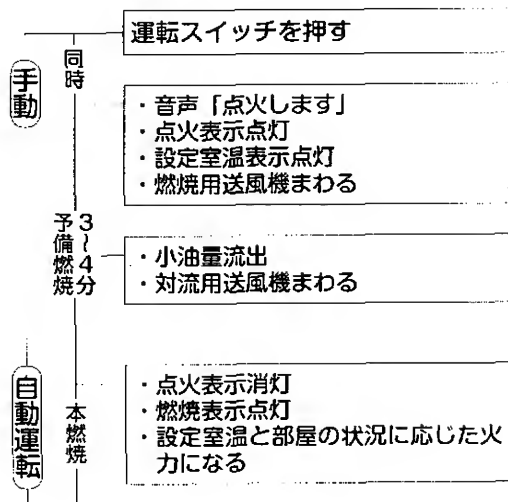 運転スイッチを押す
同時
手動
・音声「点火します」
・点火表示点灯
・設定室温表示点灯
・燃焼用送風機まわる
3〜4分
予備燃焼
・小油量流出
・対流用送風機まわる
自動運転
本燃焼
・点火表示消灯
・燃焼表示点灯
・設定室温と部屋の状況に応じた火
力になる